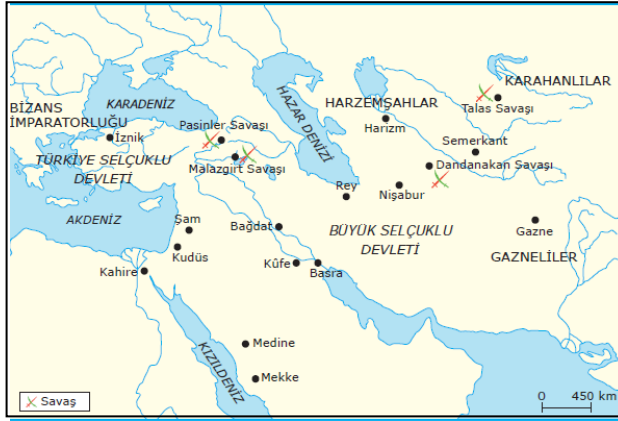 KARAHANLILAR
Talas Savaşı
BİZANS
İMPARATORLUĞU
KARADENİZ
HAZAR DENİZİ
HARZEMŞAHLAR
Harizm
İznik
Pasinler Savaşı
Semerkant
TÜRKİYE SELÇUKLU
DEVLETİ
Malazgirt Savaşı
Dandanakan Savaşı
Rey
Nişabur
AKDENİZ
Şam
Bağdat
BÜYÜK SELÇUKLU
DEVLETİ
Gazne
Kudüs
GAZNELİLER
Kahire
Kûfe
Basra
KIZILDENİZ
Medine
Mekke
Savaş
0 450 km